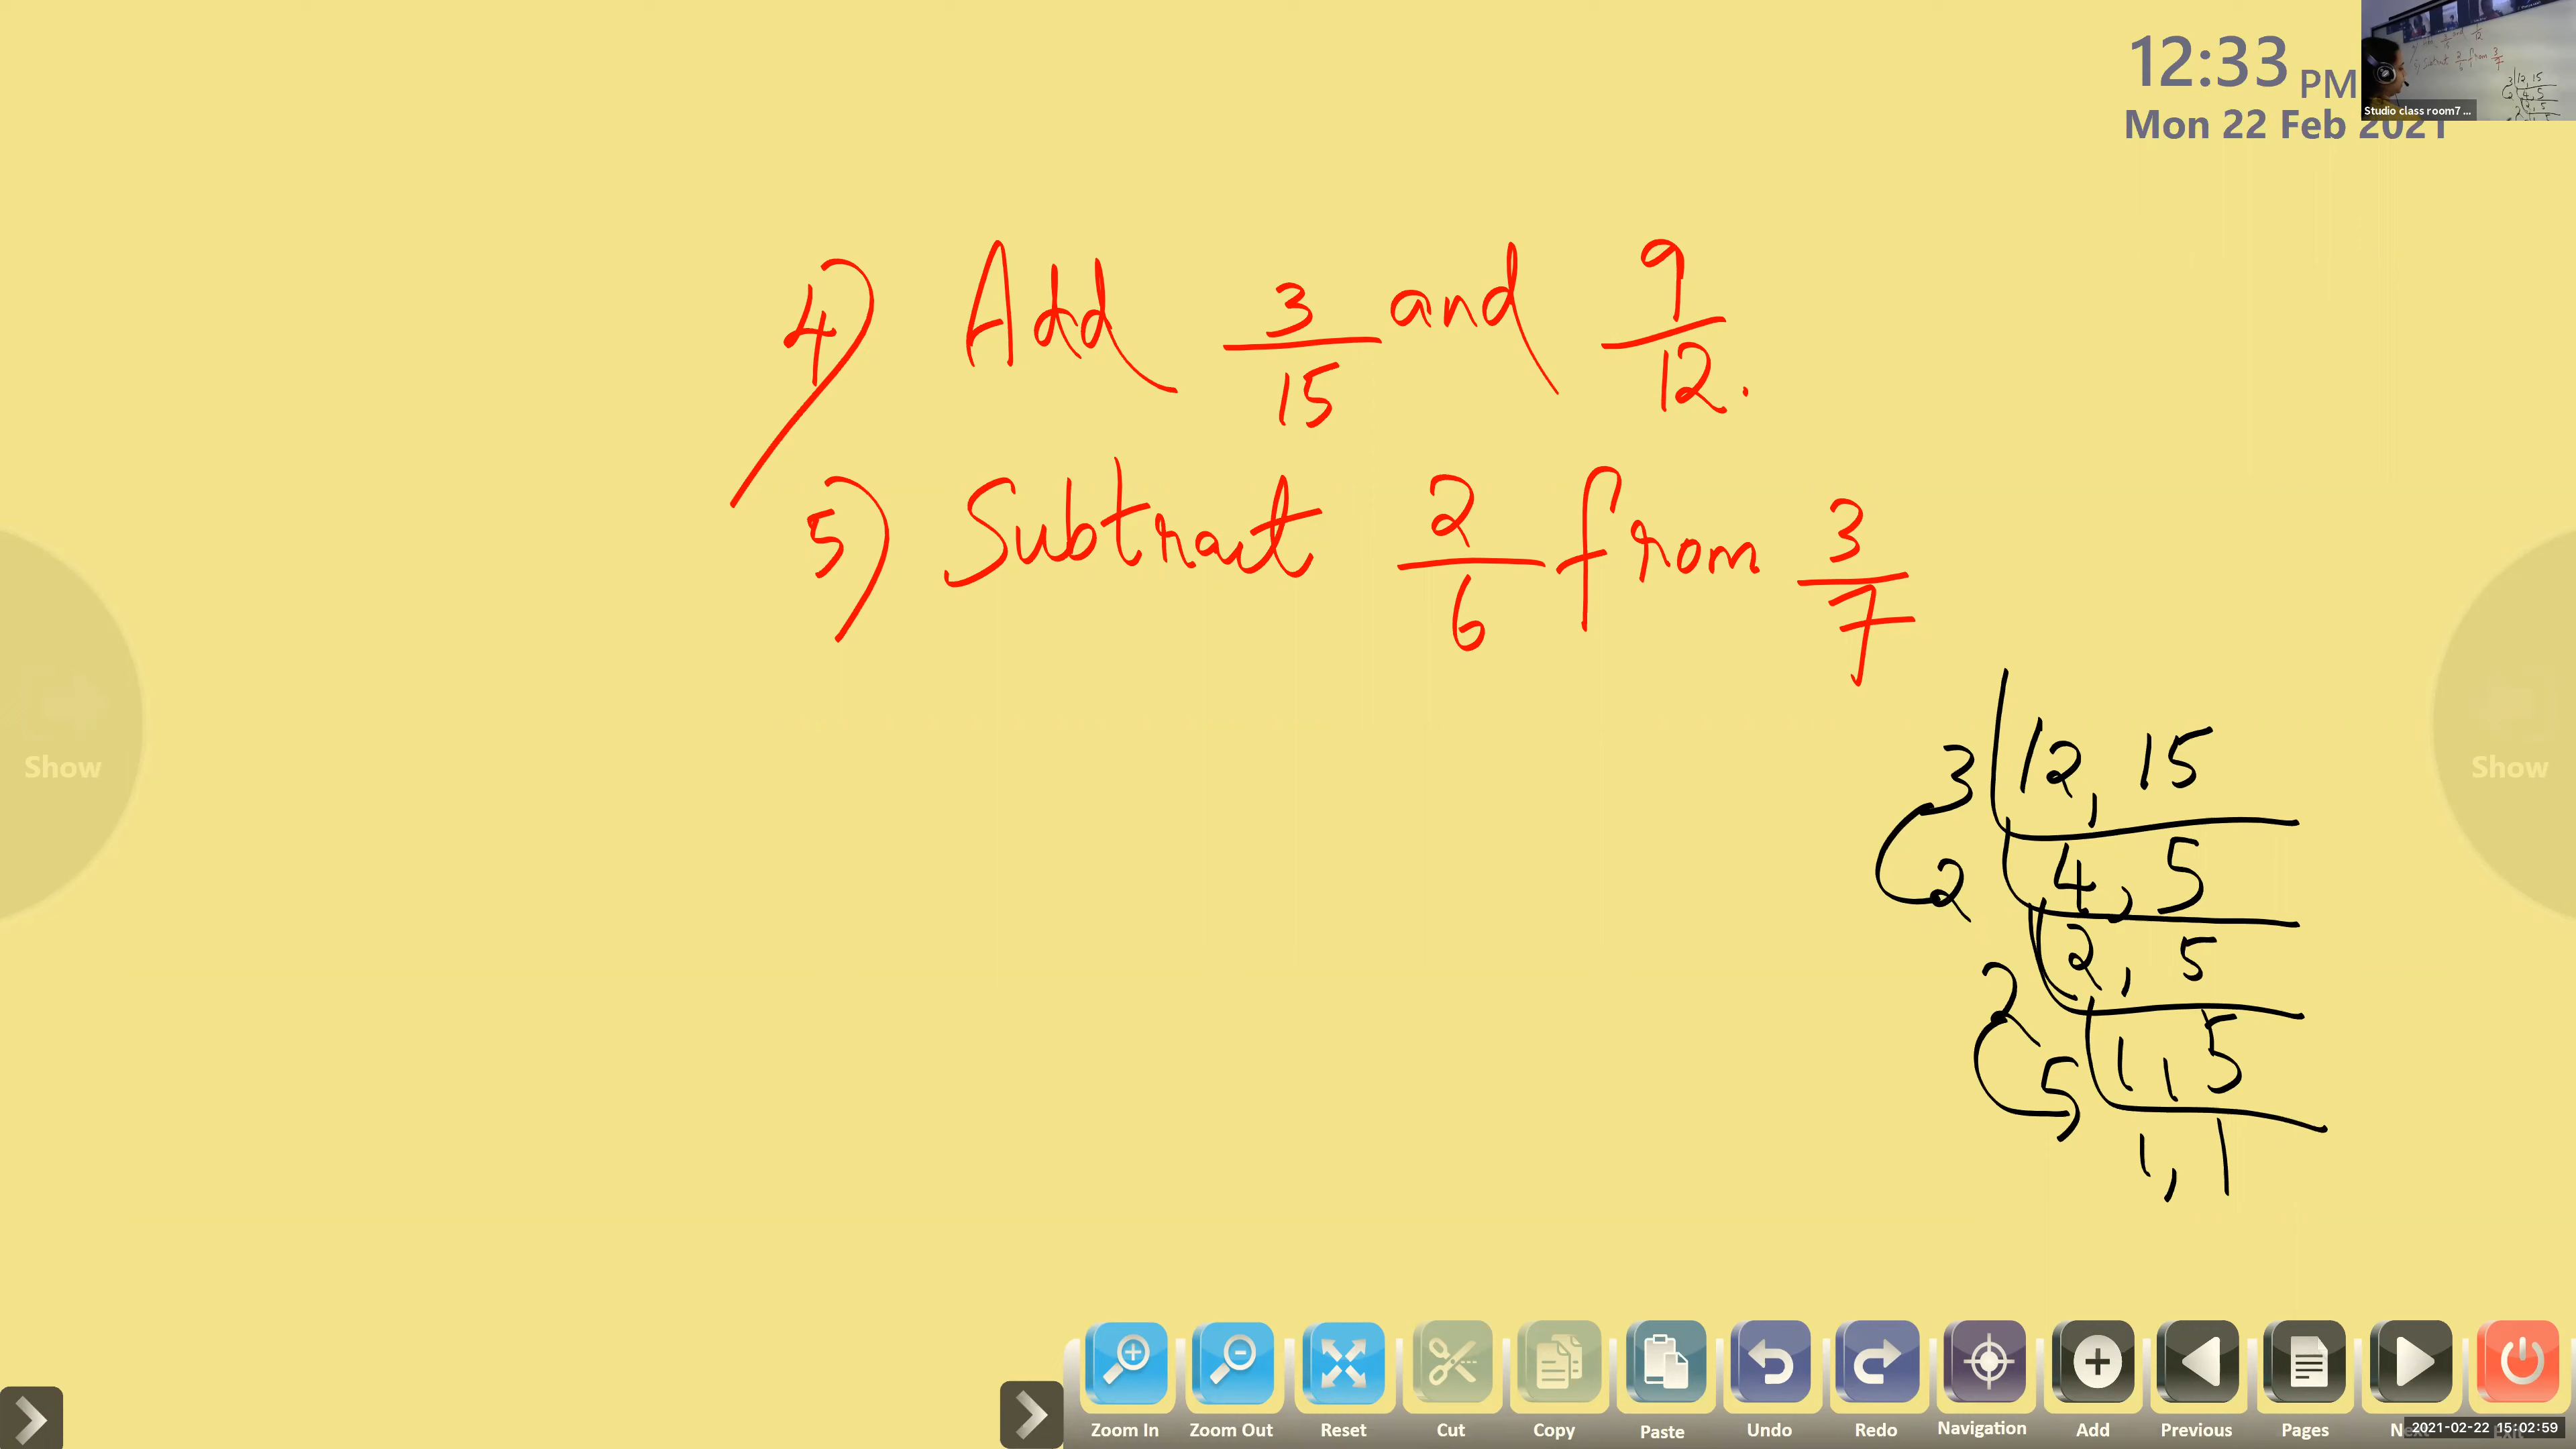 12:33 PM
Mon 22 Feb 2021
Studio class room7 ...
4) Add 3/15 and 9/12.
5) Subtract 2/6 from 3/7
3 | 12, 15
2 | 4, 5
2 | 2, 5
5 | 1, 5
1, 1
Show
Show
Zoom In Zoom Out Reset Cut Copy Paste Undo Redo Navigation Add Previous Pages
2021-02-22 15:02:59